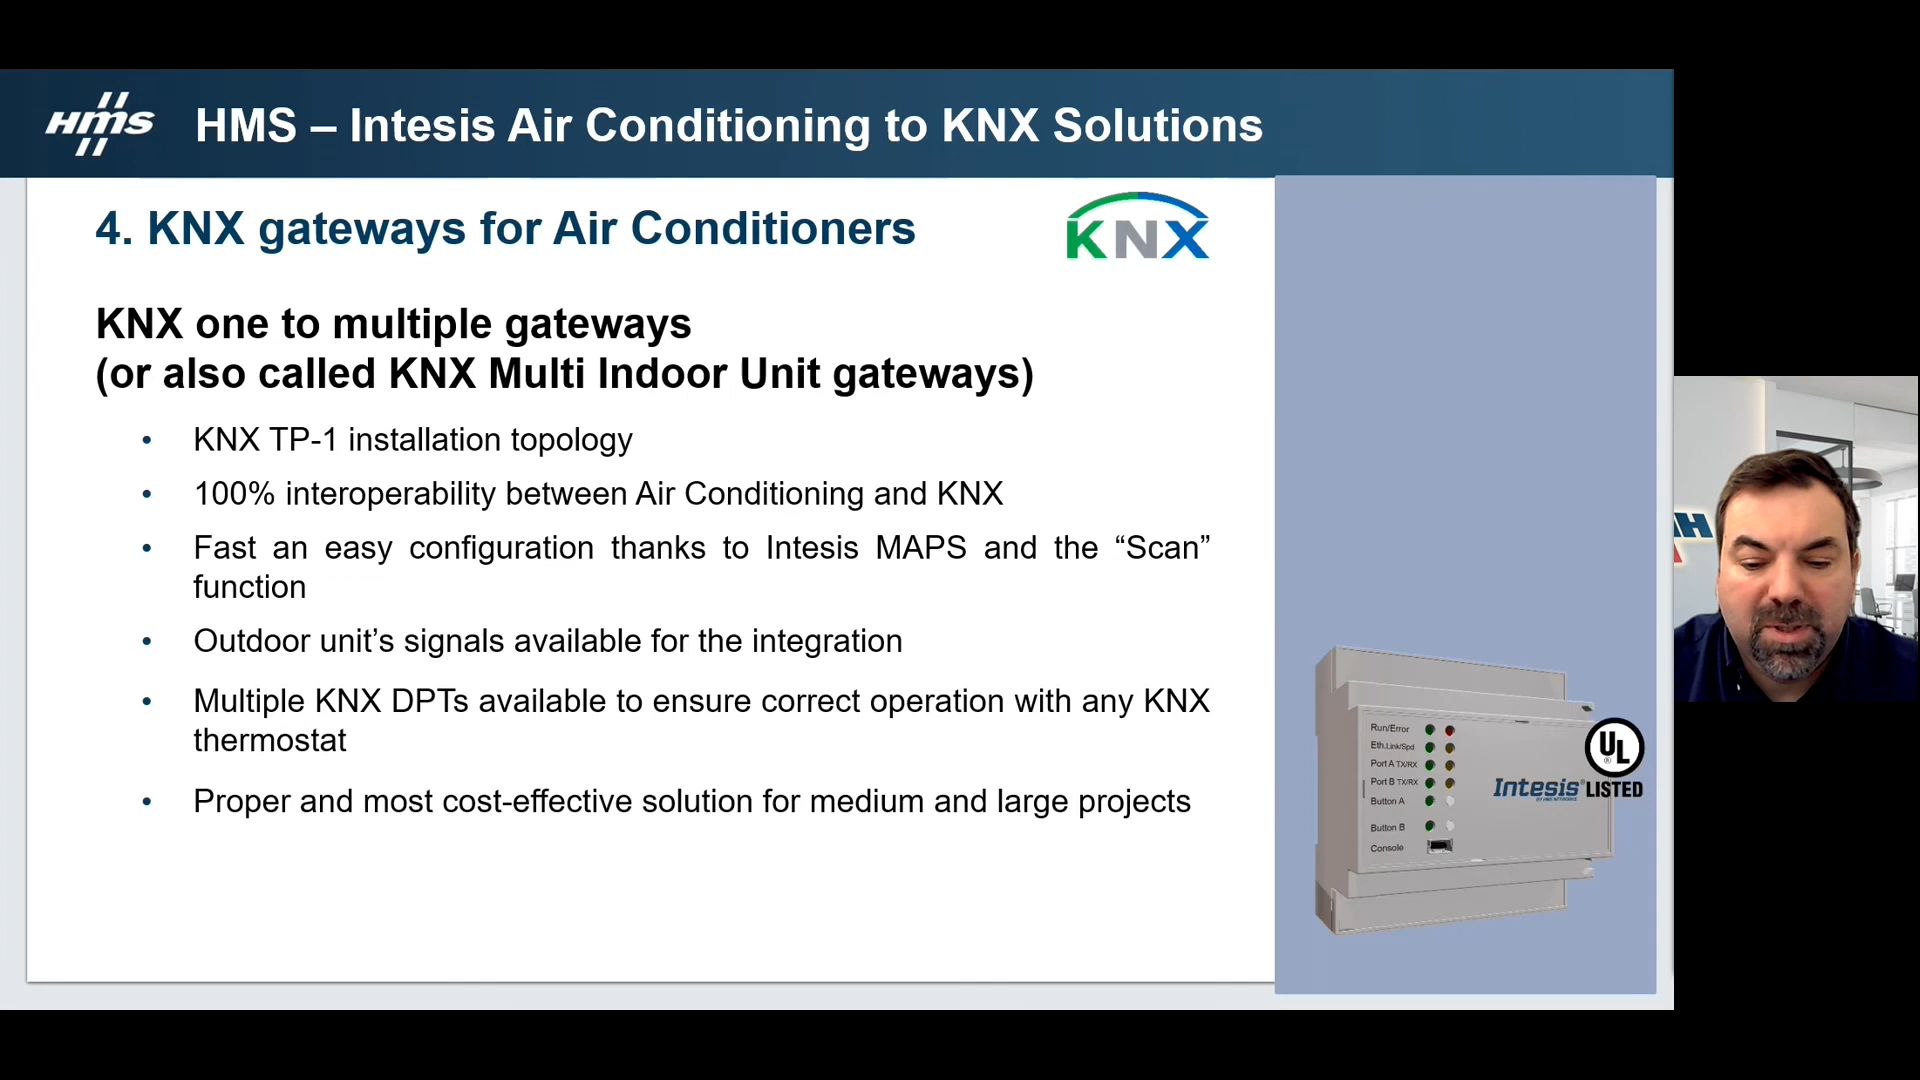 HMS
HMS – Intesis Air Conditioning to KNX Solutions
4. KNX gateways for Air Conditioners
KNX
KNX one to multiple gateways
(or also called KNX Multi Indoor Unit gateways)
• KNX TP-1 installation topology
• 100% interoperability between Air Conditioning and KNX
• Fast an easy configuration thanks to Intesis MAPS and the “Scan”
function
• Outdoor unit’s signals available for the integration
• Multiple KNX DPTs available to ensure correct operation with any KNX
thermostat
• Proper and most cost-effective solution for medium and large projects
Run/Error
Eth.Link/Spd
Port A TX/RX
Port B TX/RX
Button A
Button B
Console
Intesis®
BY HMS NETWORKS
UL
®
LISTED
H